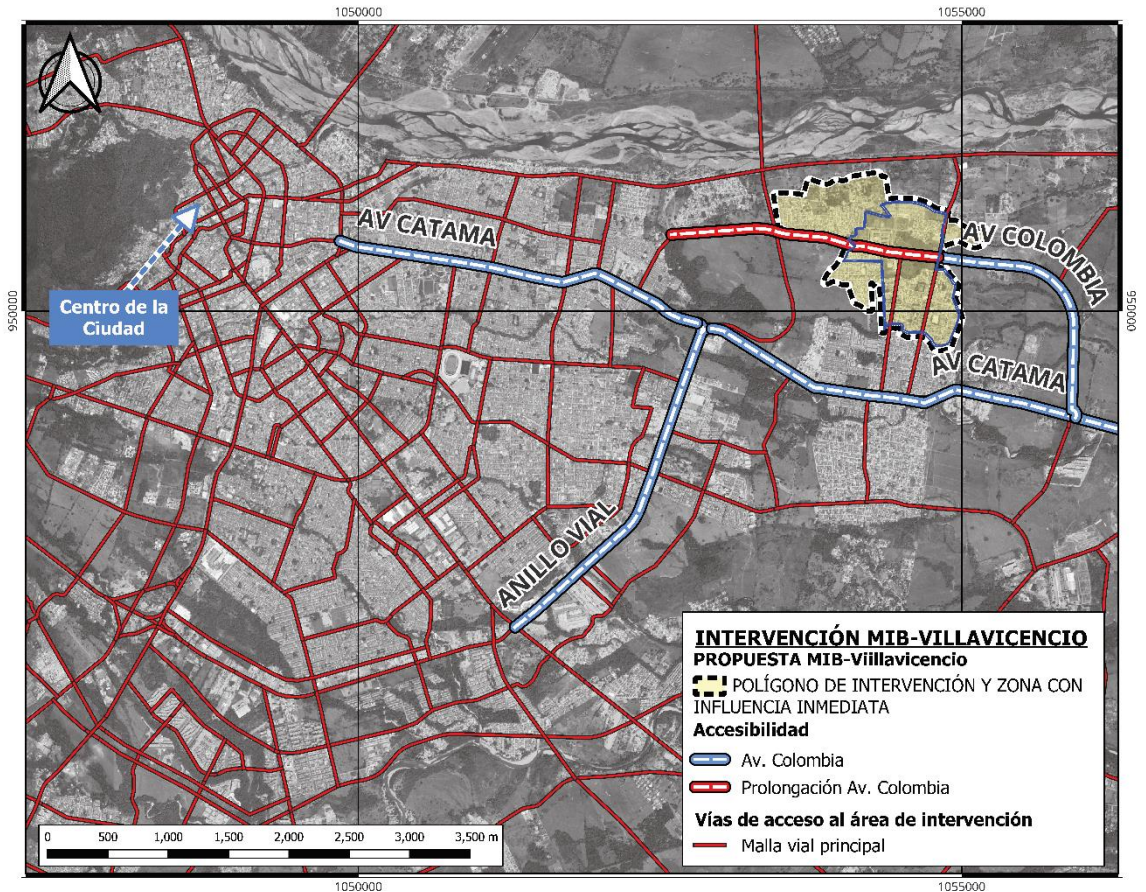 1050000
1055000
AV CATAMA
AV COLOMBIA
Centro de la
Ciudad
950000
950000
AV CATAMA
ANILLO VIAL
INTERVENCIÓN MIB-VILLAVICENCIO
PROPUESTA MIB-Viillavicencio
POLÍGONO DE INTERVENCIÓN Y ZONA CON
INFLUENCIA INMEDIATA
Accesibilidad
Av. Colombia
Prolongación Av. Colombia
Vías de acceso al área de intervención
Malla vial principal
0 500 1,000 1,500 2,000 2,500 3,000 3,500 m
1050000
1055000